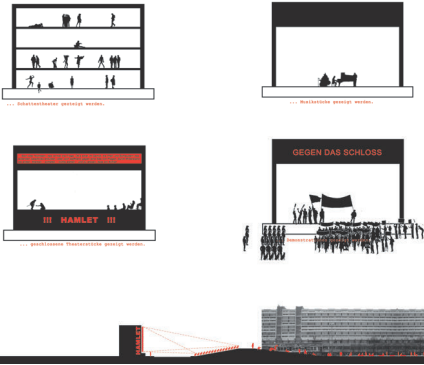 ... Schattentheater gezeigt werden.
... Musikstücke gezeigt werden.
!!! HAMLET !!!
... geschlossene Theaterstücke gezeigt werden.
GEGEN DAS SCHLOSS
HAMLET